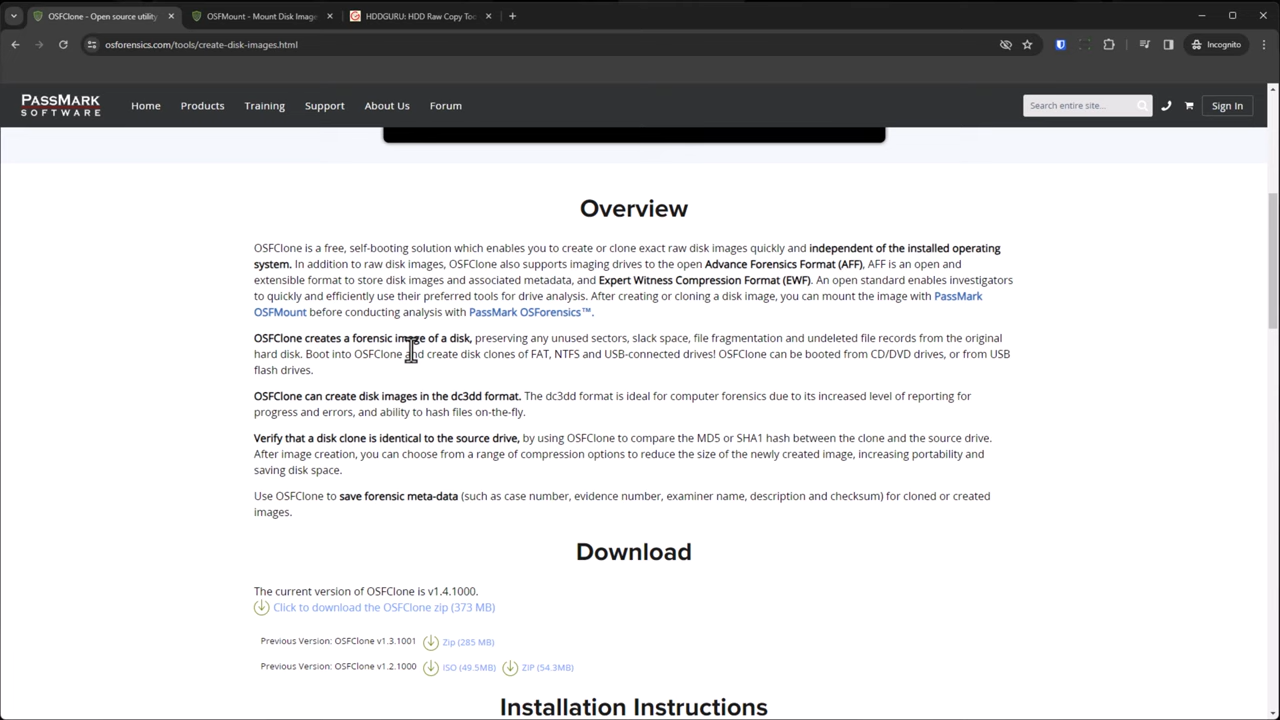 OSFClone - Open source utility
OSFMount - Mount Disk Image
HDDGURU: HDD Raw Copy Too
osforensics.com/tools/create-disk-images.html
Incognito
PASSMARK
SOFTWARE
Home
Products
Training
Support
About Us
Forum
Search entire site...
Sign In
Overview
OSFClone is a free, self-booting solution which enables you to create or clone exact raw disk images quickly and independent of the installed operating
system. In addition to raw disk images, OSFClone also supports imaging drives to the open Advance Forensics Format (AFF), AFF is an open and
extensible format to store disk images and associated metadata, and Expert Witness Compression Format (EWF). An open standard enables investigators
to quickly and efficiently use their preferred tools for drive analysis. After creating or cloning a disk image, you can mount the image with PassMark
OSFMount before conducting analysis with PassMark OSForensics™.
OSFClone creates a forensic image of a disk, preserving any unused sectors, slack space, file fragmentation and undeleted file records from the original
hard disk. Boot into OSFClone and create disk clones of FAT, NTFS and USB-connected drives! OSFClone can be booted from CD/DVD drives, or from USB
flash drives.
OSFClone can create disk images in the dc3dd format. The dc3dd format is ideal for computer forensics due to its increased level of reporting for
progress and errors, and ability to hash files on-the-fly.
Verify that a disk clone is identical to the source drive, by using OSFClone to compare the MD5 or SHA1 hash between the clone and the source drive.
After image creation, you can choose from a range of compression options to reduce the size of the newly created image, increasing portability and
saving disk space.
Use OSFClone to save forensic meta-data (such as case number, evidence number, examiner name, description and checksum) for cloned or created
images.
Download
The current version of OSFClone is v1.4.1000.
Click to download the OSFClone zip (373 MB)
Previous Version: OSFClone v1.3.1001
Zip (285 MB)
Previous Version: OSFClone v1.2.1000
ISO (49.5MB)
ZIP (54.3MB)
Installation Instructions